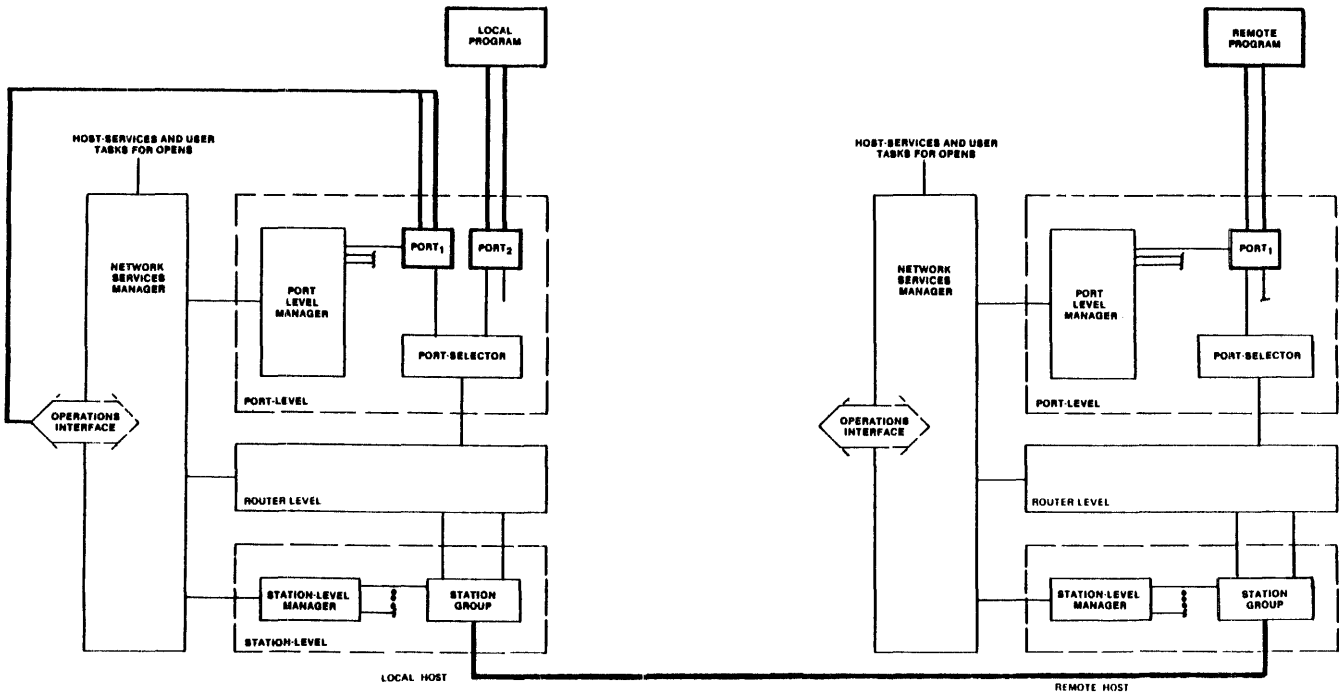 LOCAL
PROGRAM
HOST-SERVICES AND USER
TASKS FOR OPENS
NETWORK
SERVICES
MANAGER
PORT
LEVEL
MANAGER
PORT1
PORT2
PORT-SELECTOR
PORT-LEVEL
OPERATIONS
INTERFACE
ROUTER LEVEL
STATION-LEVEL
MANAGER
STATION
GROUP
STATION-LEVEL
LOCAL HOST
REMOTE
PROGRAM
HOST-SERVICES AND USER
TASKS FOR OPENS
NETWORK
SERVICES
MANAGER
PORT
LEVEL
MANAGER
PORT1
PORT-SELECTOR
PORT-LEVEL
OPERATIONS
INTERFACE
ROUTER LEVEL
STATION-LEVEL
MANAGER
STATION
GROUP
REMOTE HOST